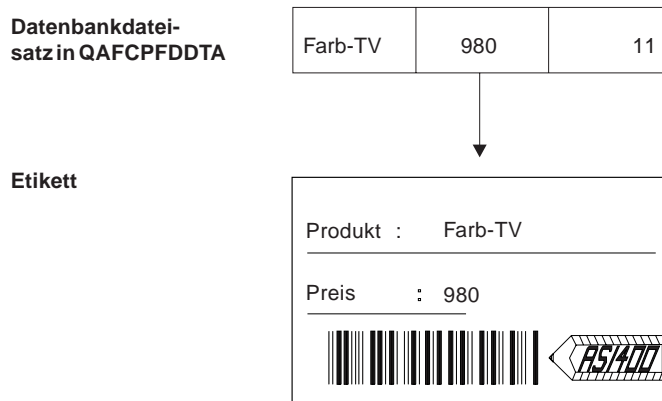 Datenbankdatei-
satz in QAFCPFDDTA
Farb-TV 980 11
Etikett
Produkt : Farb-TV
Preis : 980
AS/400